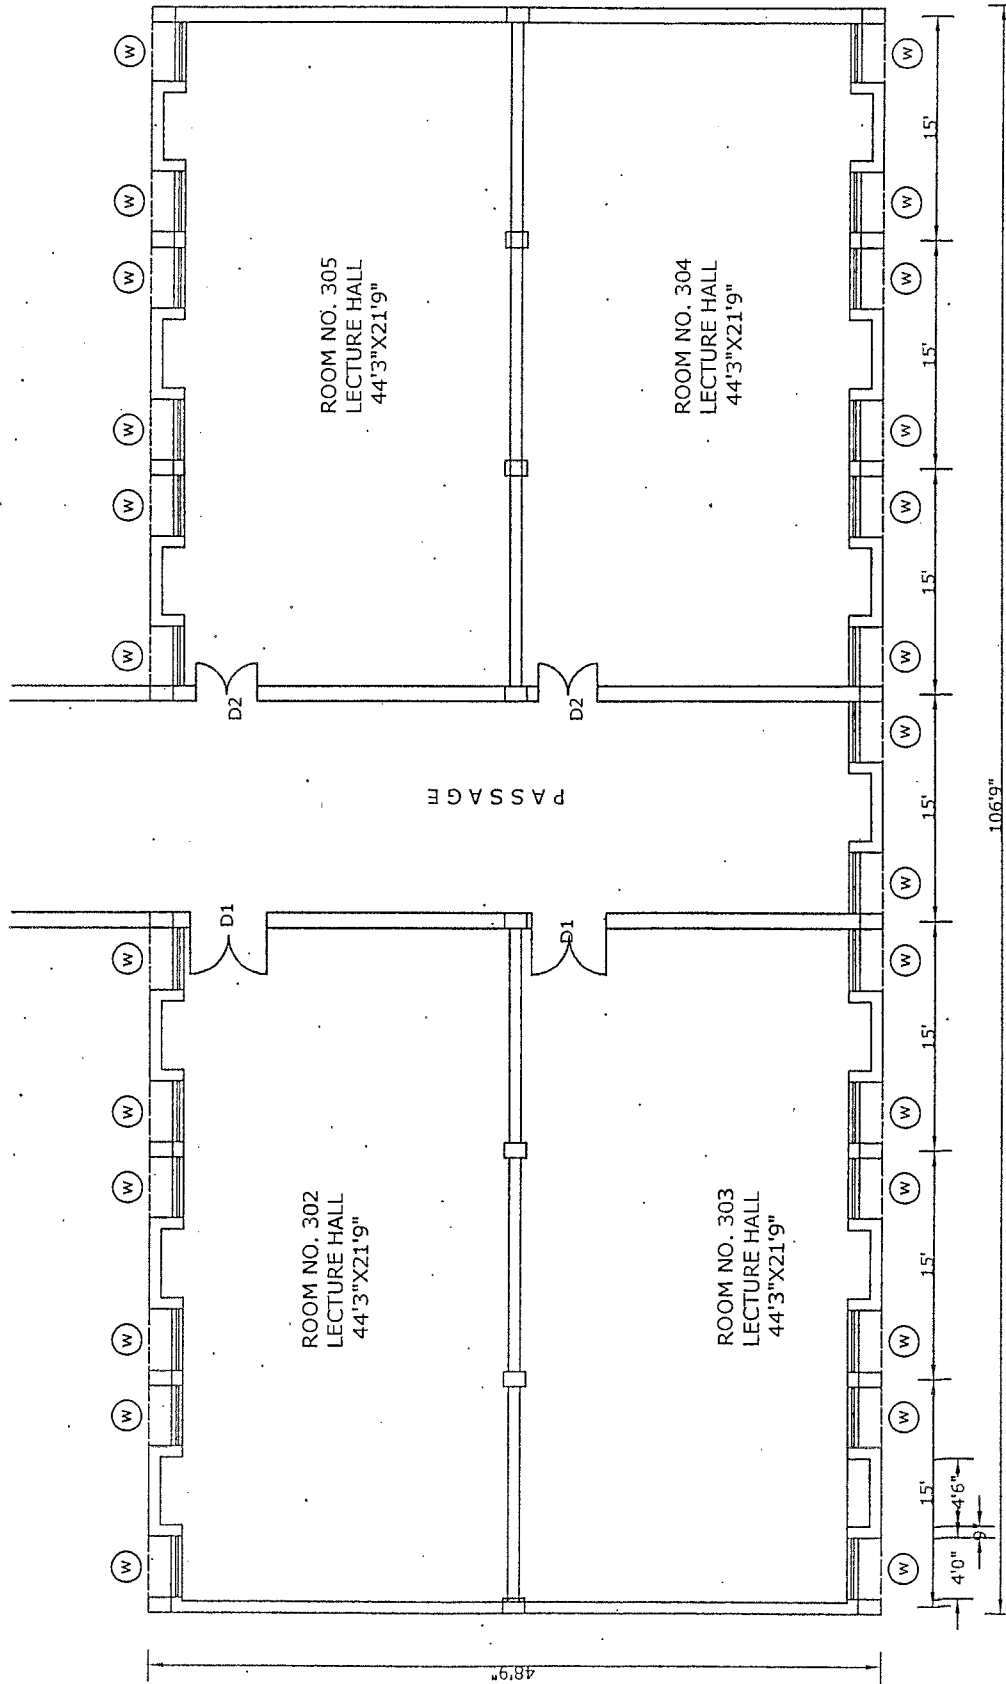 W
W
W
W
W
W
W
W
W
W
W
W
48'9"
D1
D2
ROOM NO. 302
LECTURE HALL
44'3"X21'9"
ROOM NO. 305
LECTURE HALL
44'3"X21'9"
PASSAGE
D1
D2
ROOM NO. 303
LECTURE HALL
44'3"X21'9"
ROOM NO. 304
LECTURE HALL
44'3"X21'9"
W
W
W
W
W
W
W
W
W
W
W
W
W
W
15'
15'
15'
15'
15'
15'
15'
4'0"
4'6"
9
106'9"